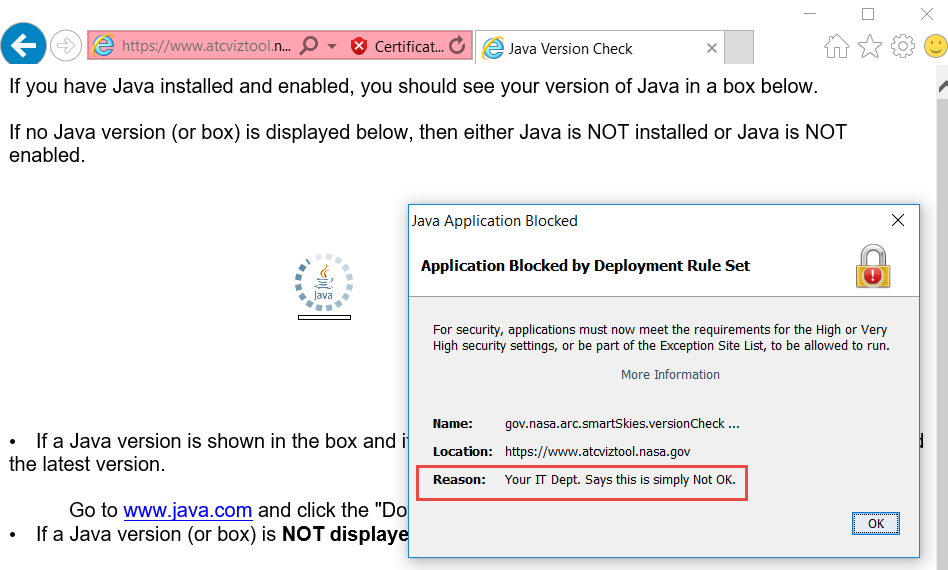 https://www.atcviztool.n...
Certificat...
Java Version Check
If you have Java installed and enabled, you should see your version of Java in a box below.
If no Java version (or box) is displayed below, then either Java is NOT installed or Java is NOT
enabled.
Java
Java Application Blocked
Application Blocked by Deployment Rule Set
For security, applications must now meet the requirements for the High or Very
High security settings, or be part of the Exception Site List, to be allowed to run.
More Information
Name: gov.nasa.arc.smartSkies.versionCheck ...
Location: https://www.atcviztool.nasa.gov
Reason: Your IT Dept. Says this is simply Not OK.
OK
• If a Java version is shown in the box and
the latest version.
Go to www.java.com and click the "Do
• If a Java version (or box) is NOT displaye